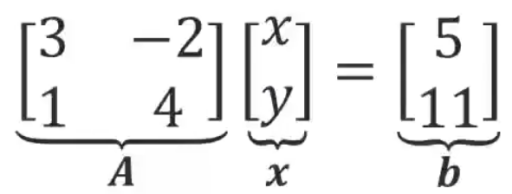 [3 −2] [x] = [5]
[1 4] [y] [11]
A x b